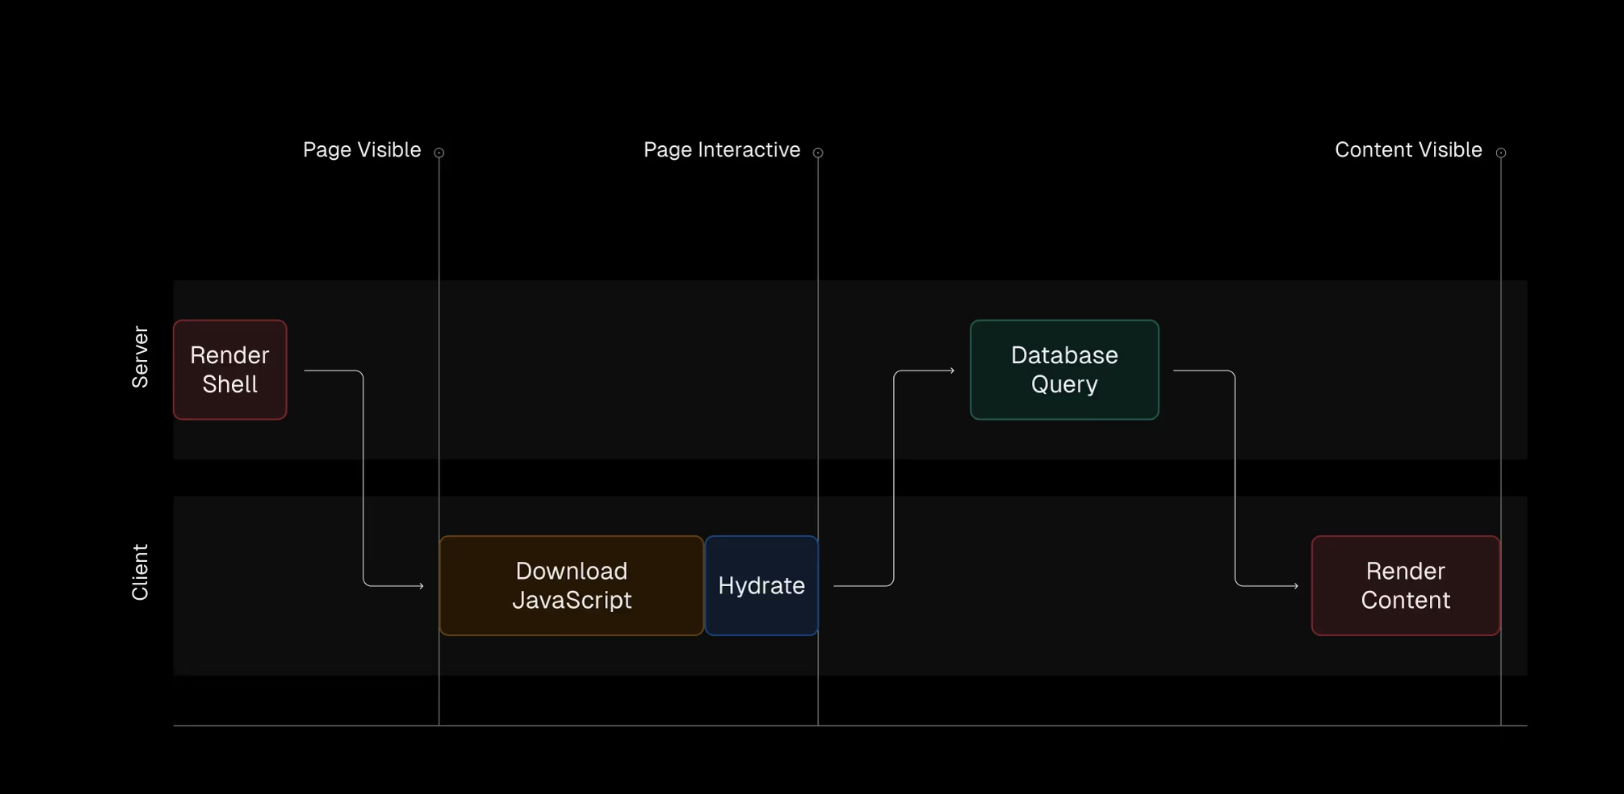 Page Visible
Page Interactive
Content Visible
Server
Render
Shell
Database
Query
Client
Download
JavaScript
Hydrate
Render
Content